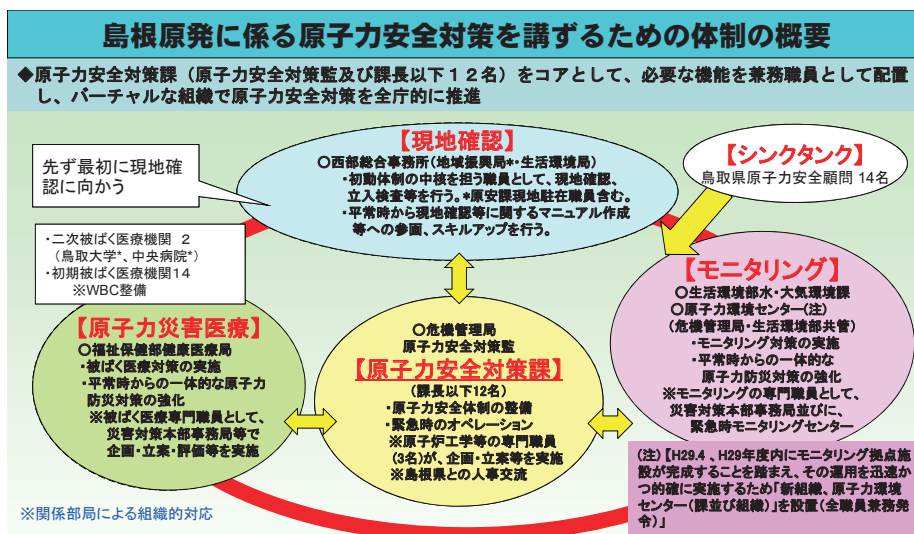 島根原発に係る原子力安全対策を講ずるための体制の概要
◆原子力安全対策課（原子力安全対策監及び課長以下１２名）をコアとして、必要な機能を兼務職員として配置
し、バーチャルな組織で原子力安全対策を全庁的に推進
先ず最初に現地確
認に向かう
【現地確認】
○西部総合事務所（地域振興局*・生活環境局）
・初動体制の中核を担う職員として、現地確認、
立入検査等を行う。*原安課現地駐在職員含む。
・平常時から現地確認等に関するマニュアル作成
等への参画、スキルアップを行う。
【シンクタンク】
鳥取県原子力安全顧問 14名
・二次被ばく医療機関 2
（鳥取大学*、中央病院*）
・初期被ばく医療機関14
※WBC整備
【原子力災害医療】
○福祉保健部健康医療局
・被ばく医療対策の実施
・平常時からの一体的な原子力
防災対策の強化
※被ばく医療専門職員として、
災害対策本部事務局等で
企画・立案・評価等を実施
○危機管理局
原子力安全対策監
【原子力安全対策課】
（課長以下12名）
・原子力安全体制の整備
・緊急時のオペレーション
※原子炉工学等の専門職員
（3名）が、企画・立案等を実施
※島根県との人事交流
【モニタリング】
○生活環境部水・大気環境課
○原子力環境センター(注)
（危機管理局・生活環境部共管）
・モニタリング対策の実施
・平常時からの一体的な
原子力防災対策の強化
※モニタリングの専門職員として、
災害対策本部事務局並びに、
緊急時モニタリングセンター
(注)【H29.4 、H29年度内にモニタリング拠点施
設が完成することを踏まえ、その運用を迅速か
つ的確に実施するため「新組織、原子力環境
センター（課並び組織）」を設置（全職員兼務発
令）」
※関係部局による組織的対応